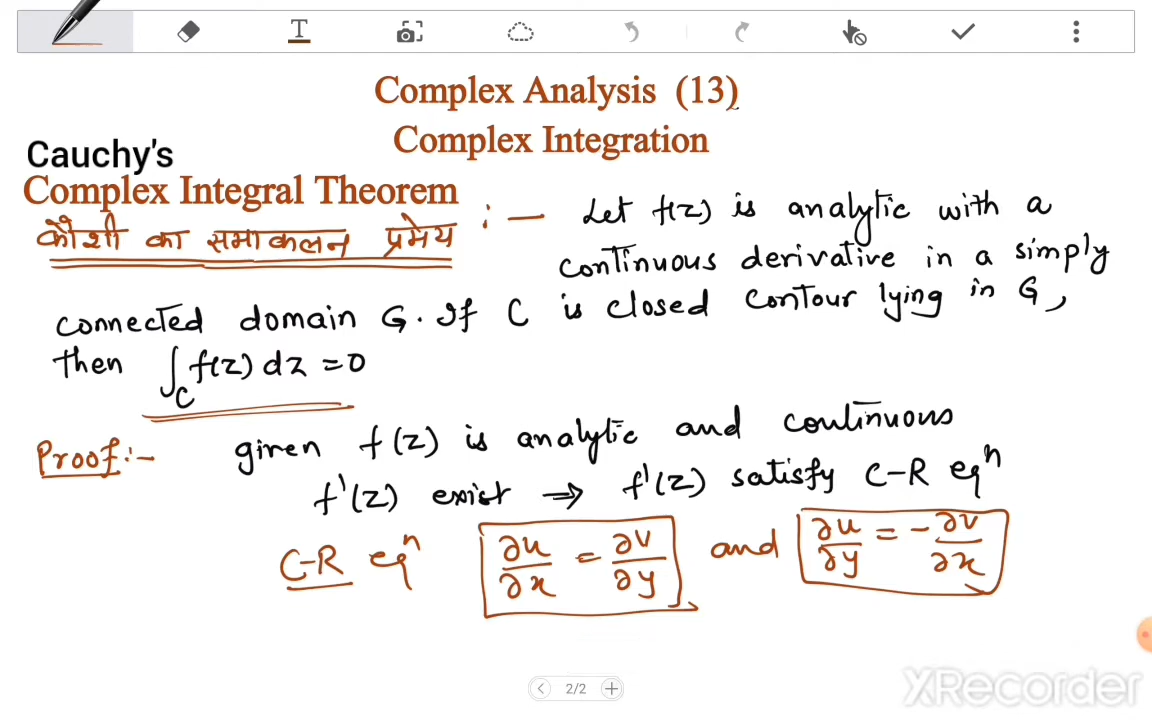 T
Complex Analysis (13)
Complex Integration
Cauchy's
Complex Integral Theorem
कौशी का समाकलन प्रमेय :— Let f(z) is analytic with a
continuous derivative in a simply
connected domain G. If C is closed contour lying in G,
then ∫_C f(z) dz = 0
Proof:- given f(z) is analytic and continuous
f'(z) exist ⇒ f'(z) satisfy C-R eqⁿ
C-R eqⁿ ∂u/∂x = ∂v/∂y and ∂u/∂y = -∂v/∂x
2/2
XRecorder